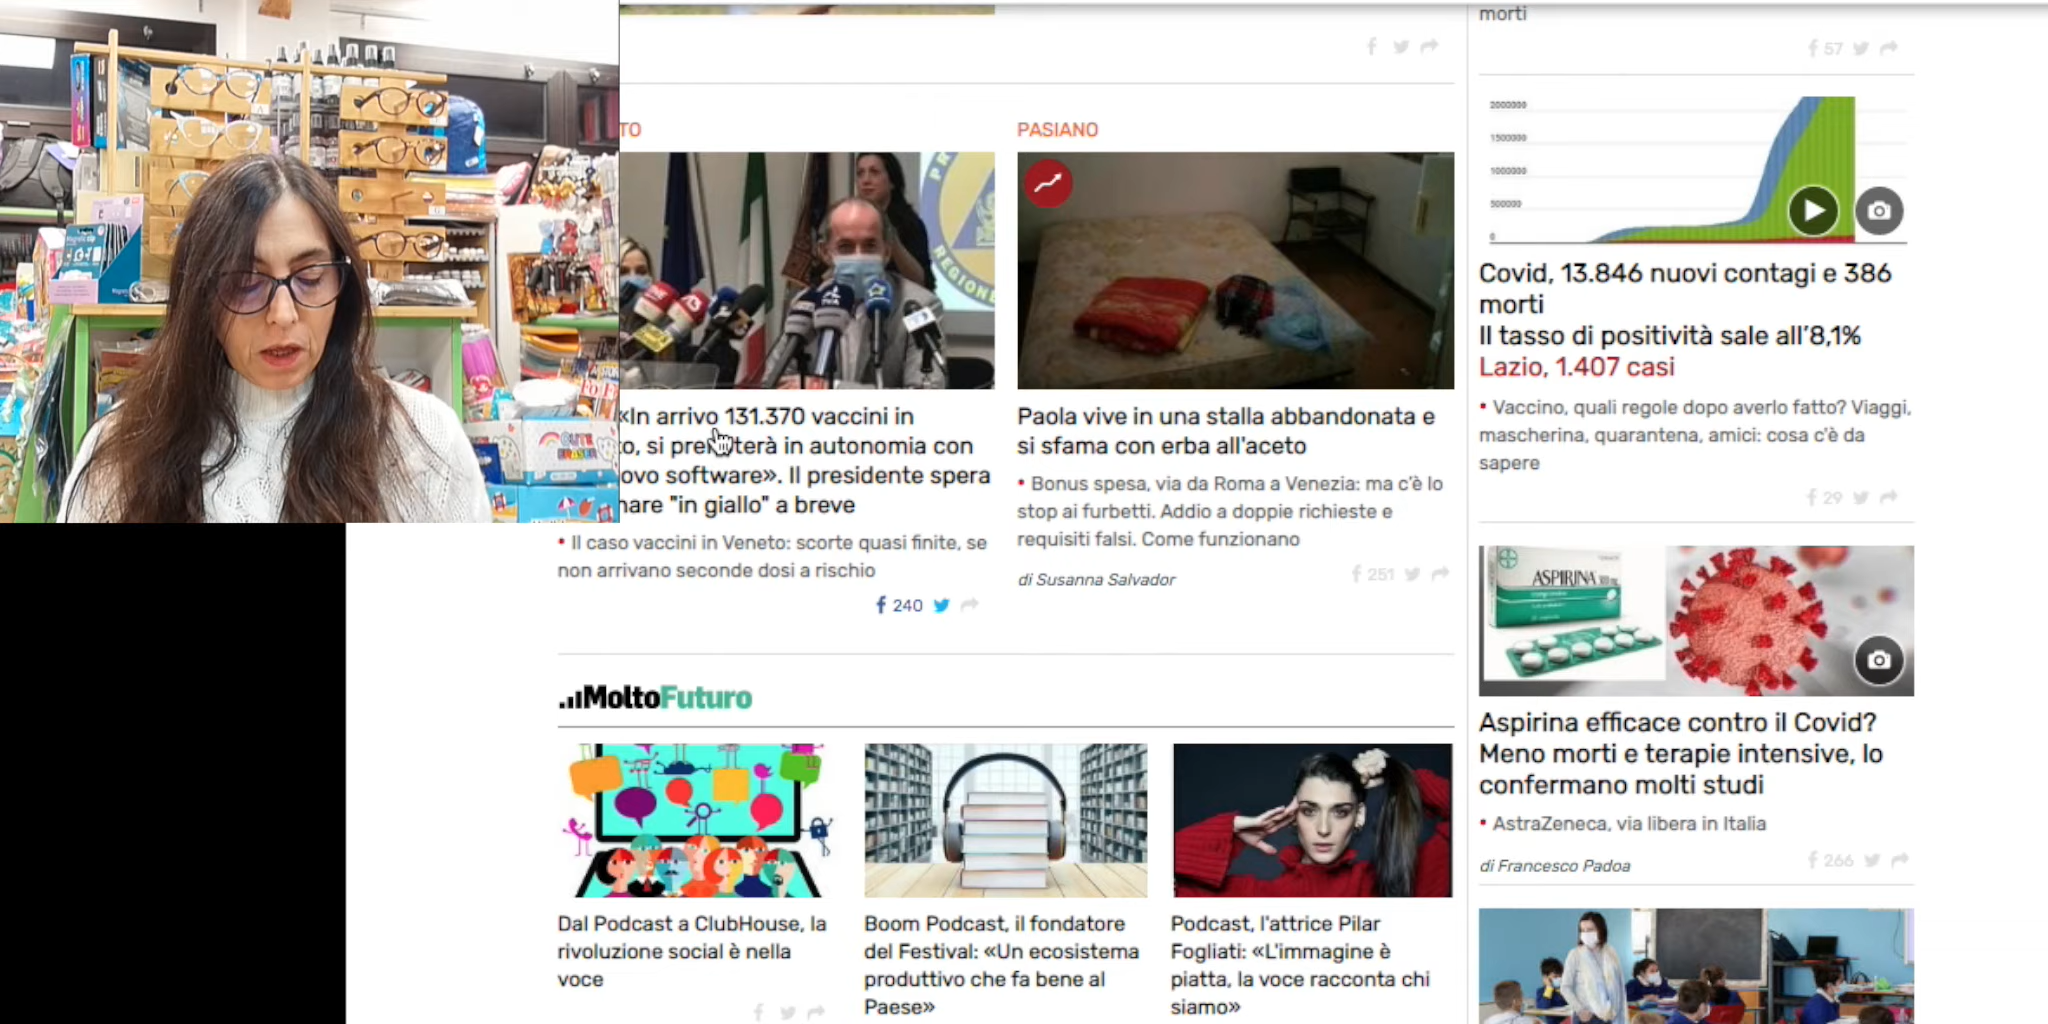 TO
«In arrivo 131.370 vaccini in
o, si pre terà in autonomia con
ovo software». Il presidente spera
nare "in giallo" a breve
• Il caso vaccini in Veneto: scorte quasi finite, se
non arrivano seconde dosi a rischio
240
PASIANO
Paola vive in una stalla abbandonata e
si sfama con erba all'aceto
• Bonus spesa, via da Roma a Venezia: ma c'è lo
stop ai furbetti. Addio a doppie richieste e
requisiti falsi. Come funzionano
di Susanna Salvador
251
MoltoFuturo
Dal Podcast a ClubHouse, la
rivoluzione social è nella
voce
Boom Podcast, il fondatore
del Festival: «Un ecosistema
produttivo che fa bene al
Paese»
Podcast, l'attrice Pilar
Fogliati: «L'immagine è
piatta, la voce racconta chi
siamo»
morti
57
2000000
1500000
1000000
500000
0
Covid, 13.846 nuovi contagi e 386
morti
Il tasso di positività sale all'8,1%
Lazio, 1.407 casi
• Vaccino, quali regole dopo averlo fatto? Viaggi,
mascherina, quarantena, amici: cosa c'è da
sapere
29
ASPIRINA
Aspirina efficace contro il Covid?
Meno morti e terapie intensive, lo
confermano molti studi
• AstraZeneca, via libera in Italia
di Francesco Padoa
266
CUTE
ERASER